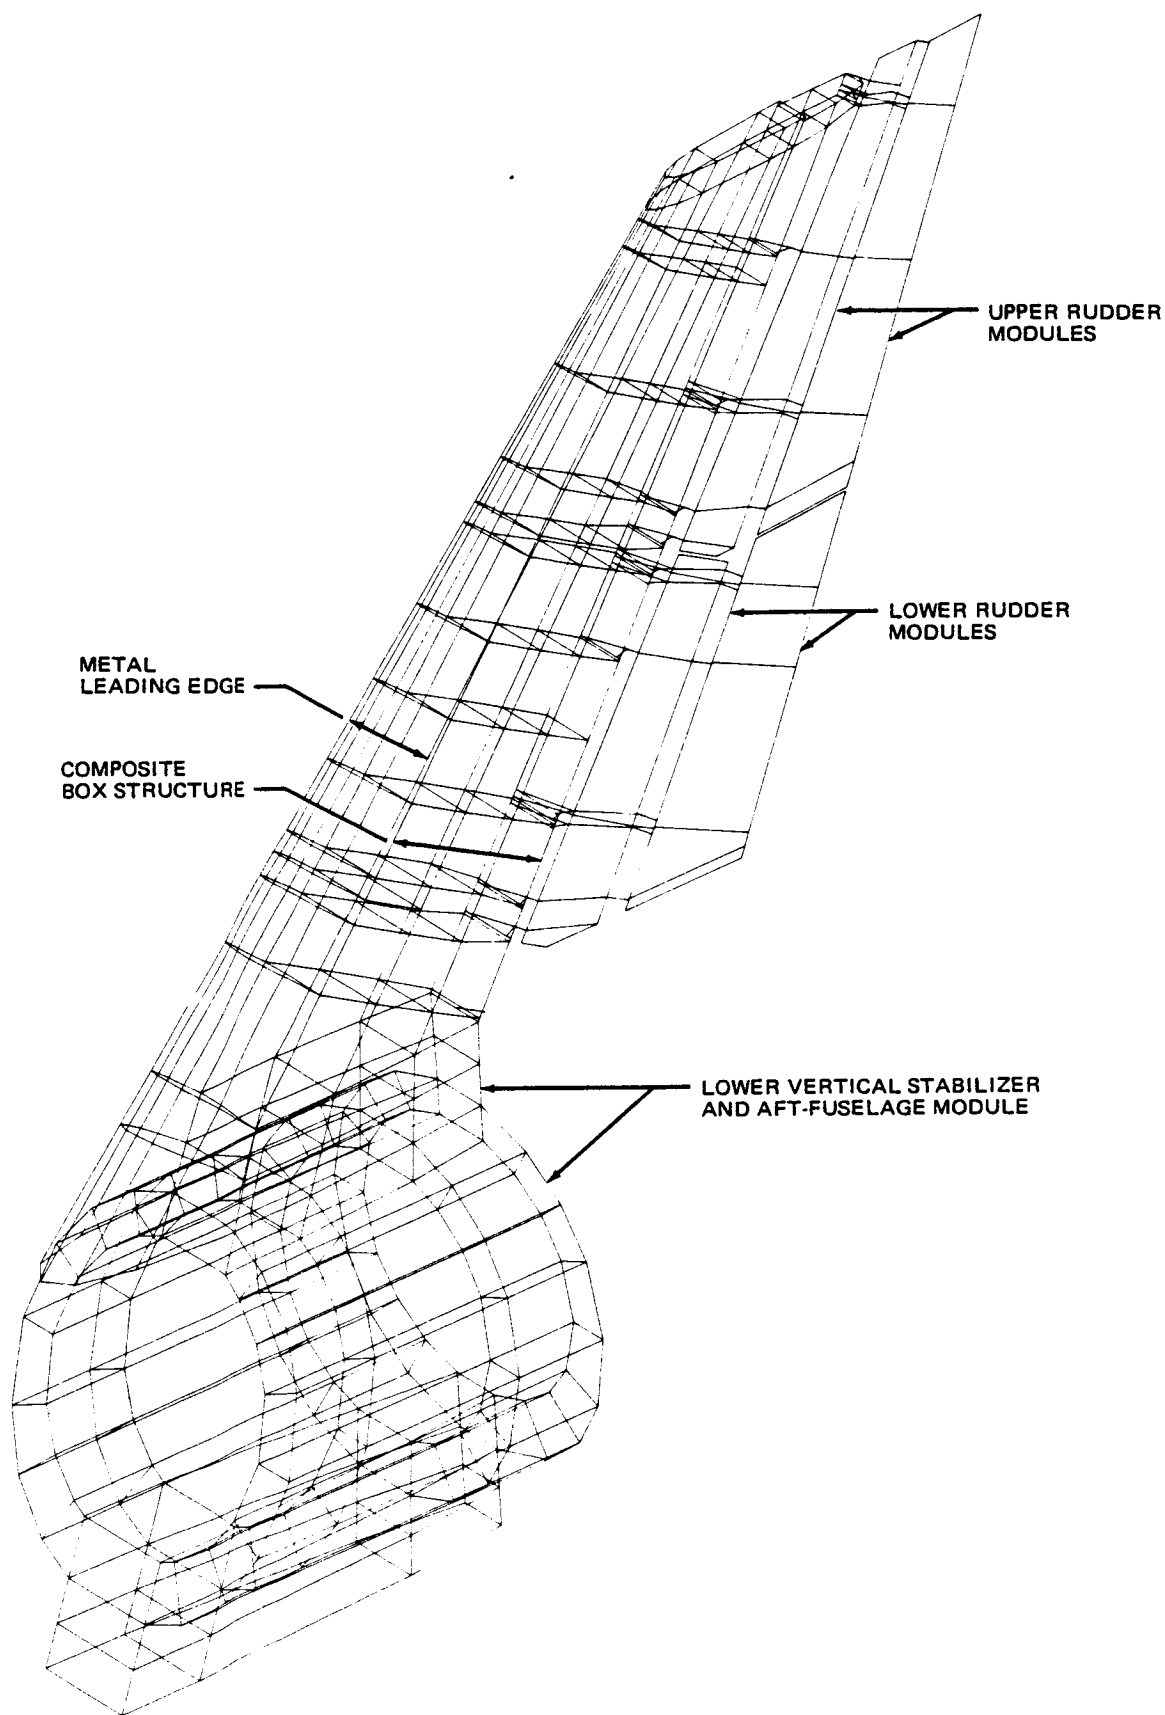 UPPER RUDDER
MODULES
LOWER RUDDER
MODULES
METAL
LEADING EDGE
COMPOSITE
BOX STRUCTURE
LOWER VERTICAL STABILIZER
AND AFT-FUSELAGE MODULE